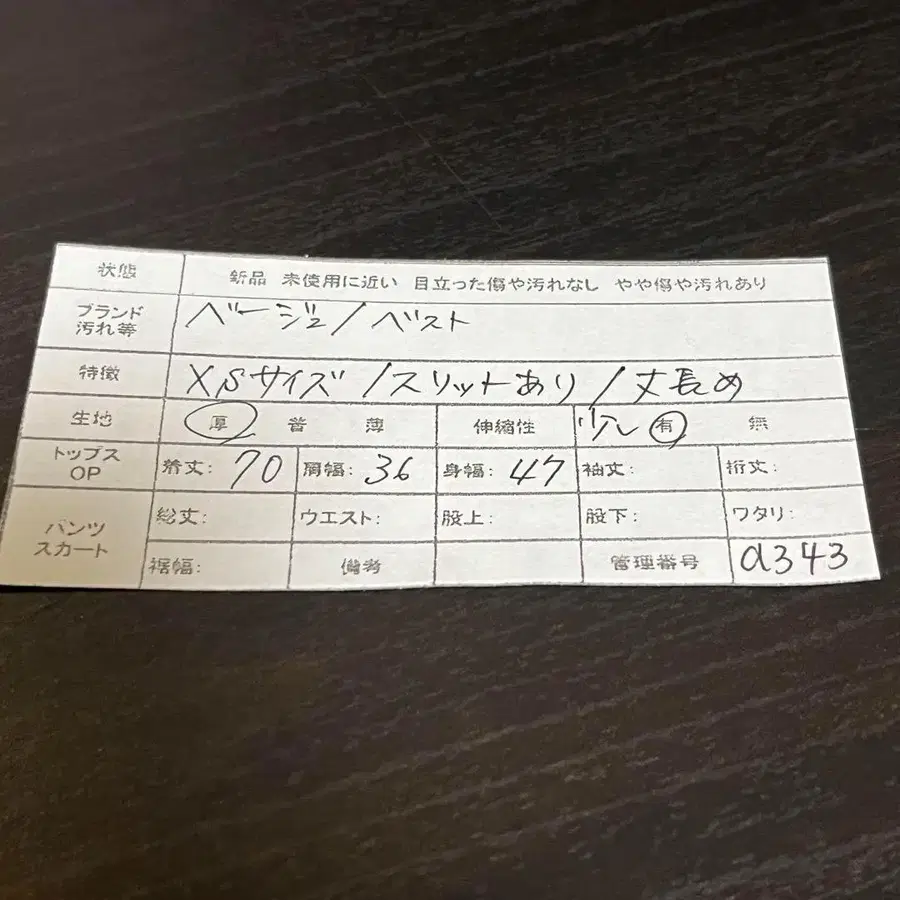 状態 新品 未使用に近い 目立った傷や汚れなし やや傷や汚れあり
ブランド 汚れ等 ベージュ/ベスト
特徴 XSサイズ/スリットあり/丈長め
生地 厚 普 薄 伸縮性 少し 有 無
トップス OP 着丈: 70 肩幅: 36 身幅: 47 袖丈: 裄丈:
パンツ スカート 総丈: ウエスト: 股上: 股下: ワタリ:
裾幅: 備考 管理番号 a343